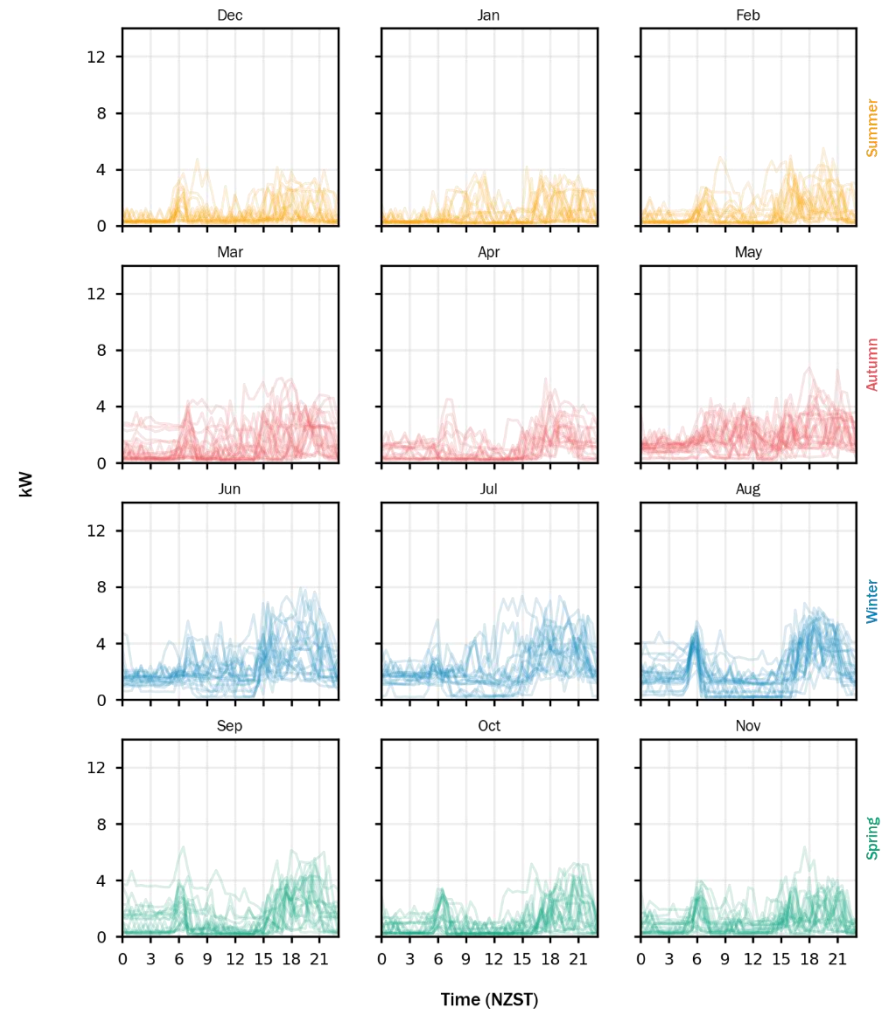 Dec Jan Feb
12
8
4
0
Summer
Mar Apr May
12
8
4
0
Autumn
kW
Jun Jul Aug
12
8
4
0
Winter
Sep Oct Nov
12
8
4
0
Spring
0 3 6 9 12 15 18 21 0 3 6 9 12 15 18 21 0 3 6 9 12 15 18 21
Time (NZST)